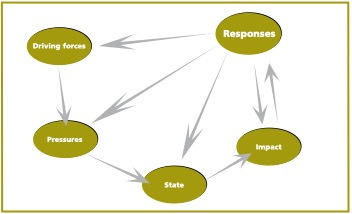 Responses
Driving forces
Pressures
Impact
State